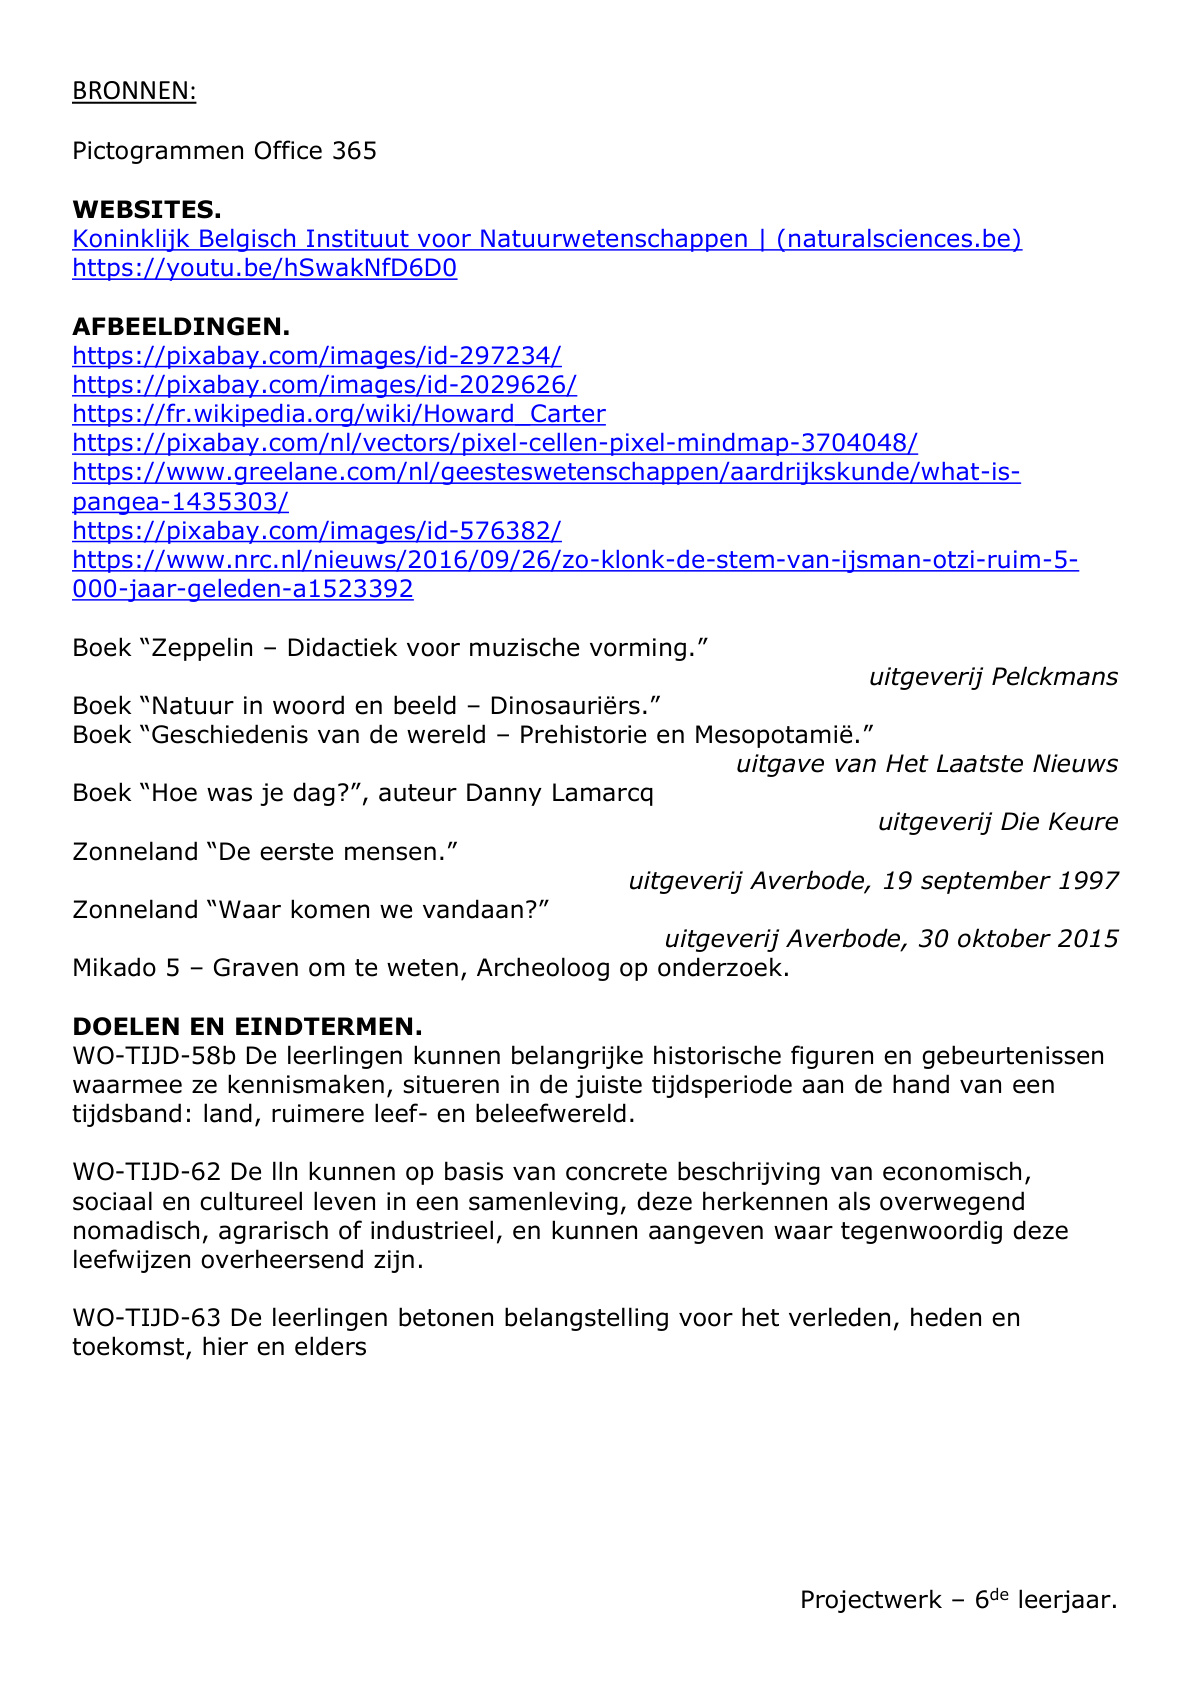 BRONNEN:
Pictogrammen Office 365
WEBSITES.
Koninklijk Belgisch Instituut voor Natuurwetenschappen | (naturalsciences.be)
https://youtu.be/hSwakNfD6D0
AFBEELDINGEN.
https://pixabay.com/images/id-297234/
https://pixabay.com/images/id-2029626/
https://fr.wikipedia.org/wiki/Howard_Carter
https://pixabay.com/nl/vectors/pixel-cellen-pixel-mindmap-3704048/
https://www.greelane.com/nl/geesteswetenschappen/aardrijkskunde/what-is-
pangea-1435303/
https://pixabay.com/images/id-576382/
https://www.nrc.nl/nieuws/2016/09/26/zo-klonk-de-stem-van-ijsman-otzi-ruim-5-
000-jaar-geleden-a1523392
Boek “Zeppelin – Didactiek voor muzische vorming.”
uitgeverij Pelckmans
Boek “Natuur in woord en beeld – Dinosauriërs.”
Boek “Geschiedenis van de wereld – Prehistorie en Mesopotamië.”
uitgave van Het Laatste Nieuws
Boek “Hoe was je dag?”, auteur Danny Lamarcq
uitgeverij Die Keure
Zonneland “De eerste mensen.”
uitgeverij Averbode, 19 september 1997
Zonneland “Waar komen we vandaan?”
uitgeverij Averbode, 30 oktober 2015
Mikado 5 – Graven om te weten, Archeoloog op onderzoek.
DOELEN EN EINDTERMEN.
WO-TIJD-58b De leerlingen kunnen belangrijke historische figuren en gebeurtenissen
waarmee ze kennismaken, situeren in de juiste tijdsperiode aan de hand van een
tijdsband: land, ruimere leef- en beleefwereld.
WO-TIJD-62 De lln kunnen op basis van concrete beschrijving van economisch,
sociaal en cultureel leven in een samenleving, deze herkennen als overwegend
nomadisch, agrarisch of industrieel, en kunnen aangeven waar tegenwoordig deze
leefwijzen overheersend zijn.
WO-TIJD-63 De leerlingen betonen belangstelling voor het verleden, heden en
toekomst, hier en elders
Projectwerk – 6de leerjaar.